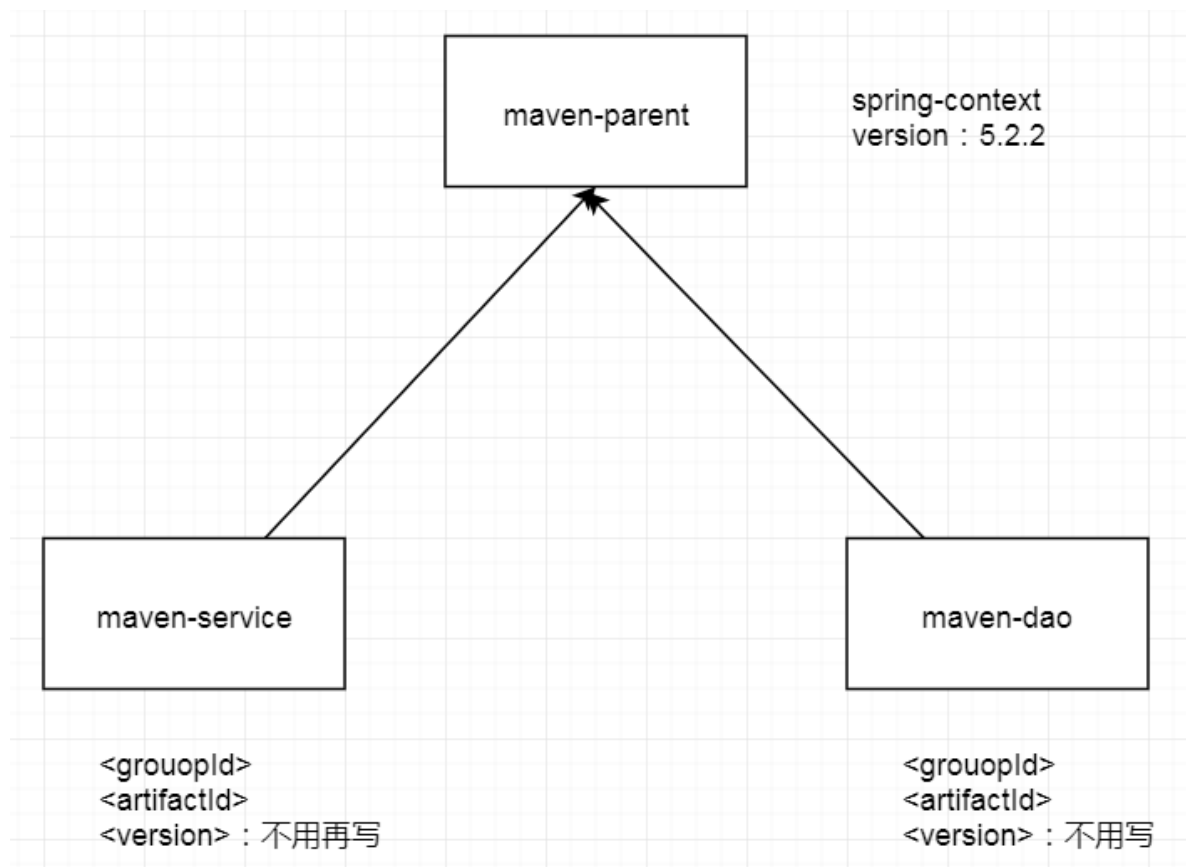 maven-parent
spring-context
version：5.2.2
maven-service
maven-dao
<grouopId>
<artifactId>
<version>：不用再写
<grouopId>
<artifactId>
<version>：不用写